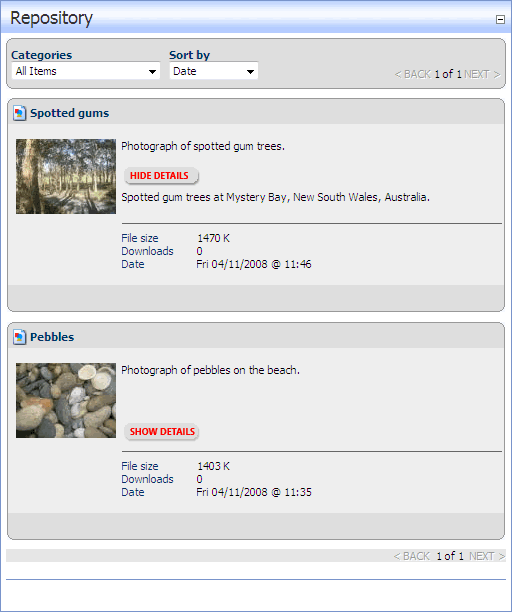 Repository
Categories Sort by
All Items Date < BACK 1 of 1 NEXT >
Spotted gums
Photograph of spotted gum trees.
HIDE DETAILS
Spotted gum trees at Mystery Bay, New South Wales, Australia.
File size 1470 K
Downloads 0
Date Fri 04/11/2008 @ 11:46
Pebbles
Photograph of pebbles on the beach.
SHOW DETAILS
File size 1403 K
Downloads 0
Date Fri 04/11/2008 @ 11:35
< BACK 1 of 1 NEXT >